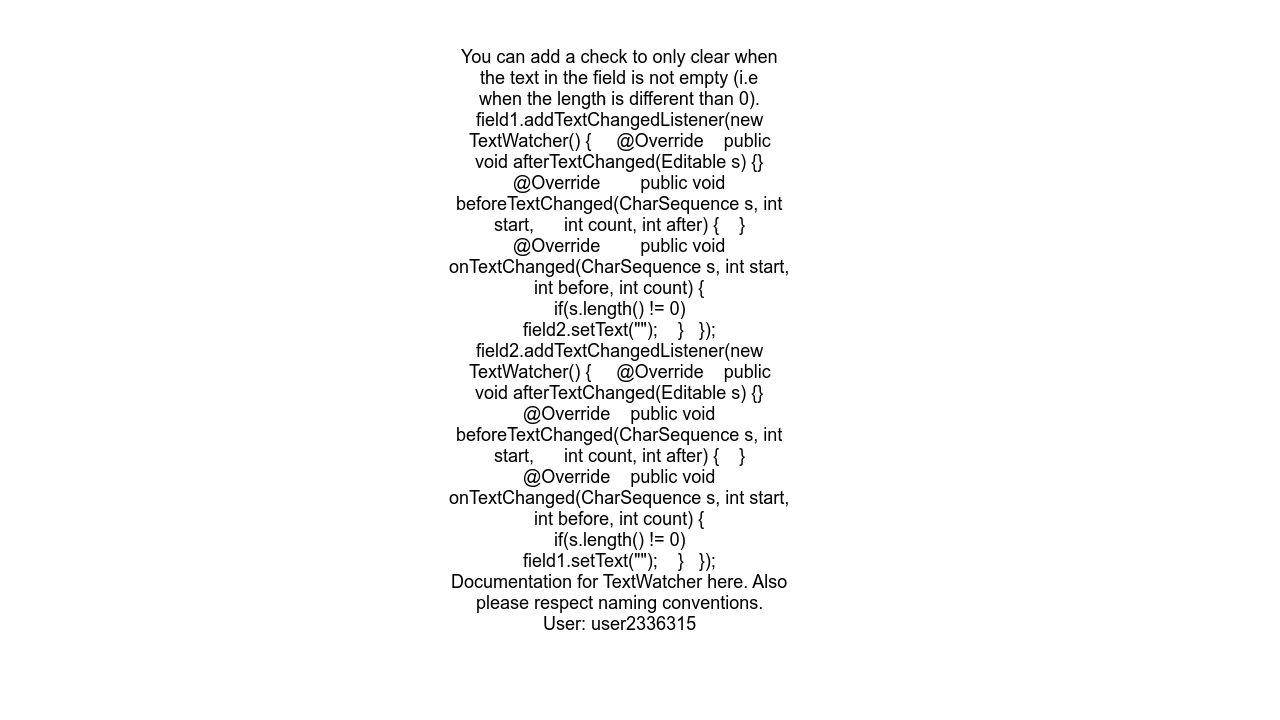 You can add a check to only clear when
the text in the field is not empty (i.e
when the length is different than 0).
field1.addTextChangedListener(new
TextWatcher() {     @Override    public
void afterTextChanged(Editable s) {}
@Override        public void
beforeTextChanged(CharSequence s, int
start,      int count, int after) {    }
@Override        public void
onTextChanged(CharSequence s, int start,
int before, int count) {
if(s.length() != 0)
field2.setText("");    }   });
field2.addTextChangedListener(new
TextWatcher() {     @Override    public
void afterTextChanged(Editable s) {}
@Override    public void
beforeTextChanged(CharSequence s, int
start,      int count, int after) {    }
@Override    public void
onTextChanged(CharSequence s, int start,
int before, int count) {
if(s.length() != 0)
field1.setText("");    }   });
Documentation for TextWatcher here. Also
please respect naming conventions.
User: user2336315